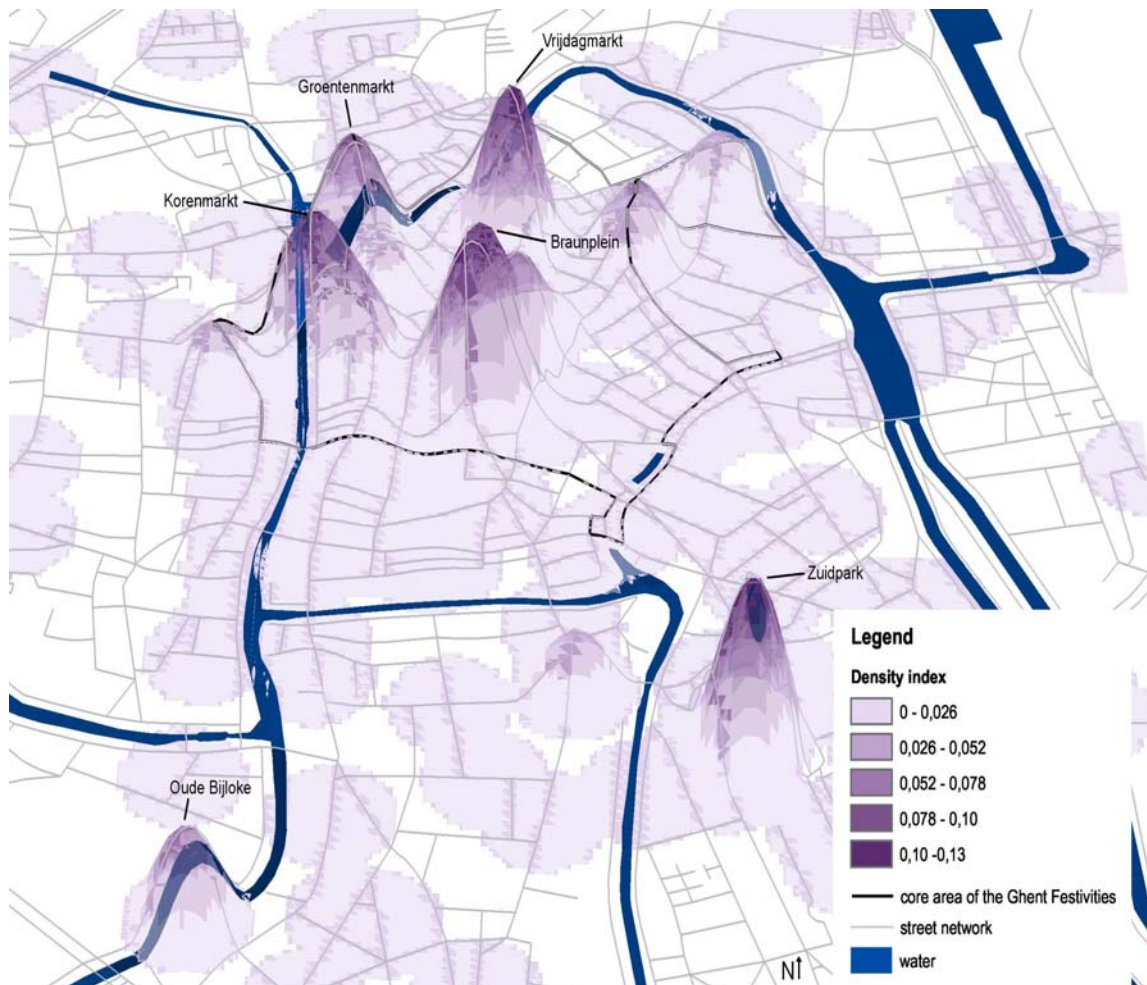 Vrijdagmarkt
Groentenmarkt
Korenmarkt
Braunplein
Zuidpark
Oude Bijloke
Legend
Density index
0 - 0,026
0,026 - 0,052
0,052 - 0,078
0,078 - 0,10
0,10 -0,13
core area of the Ghent Festivities
street network
water
N